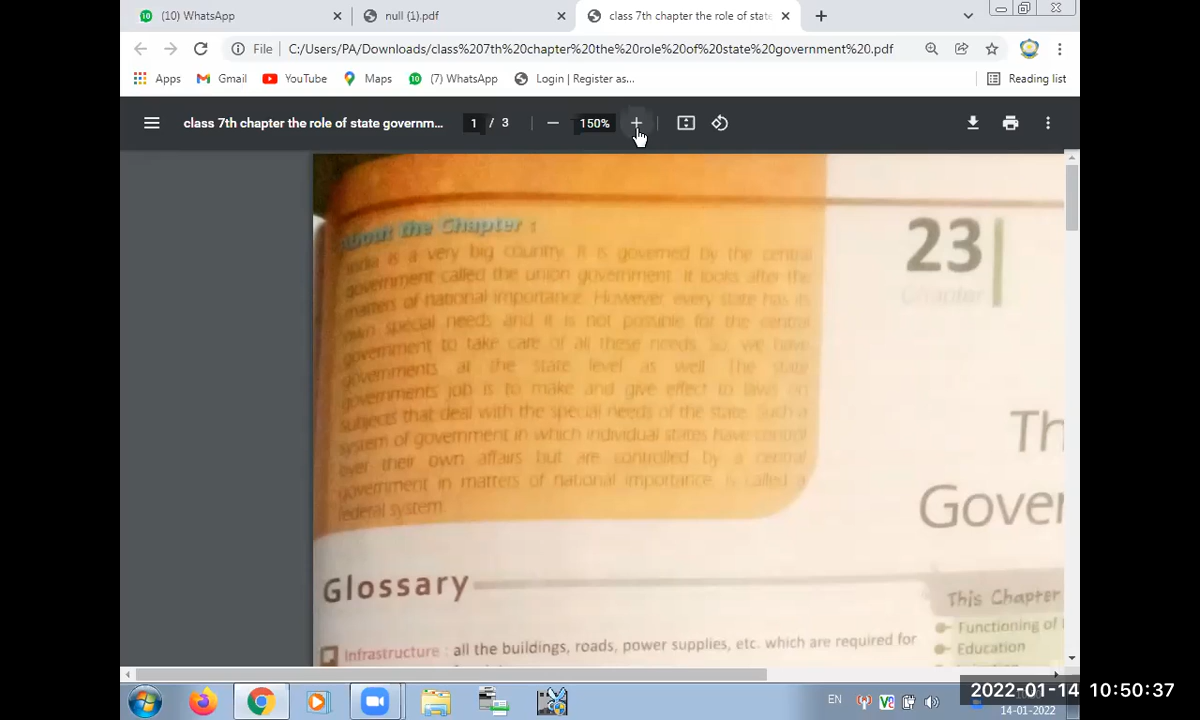 (10) WhatsApp
null (1).pdf
class 7th chapter the role of state
File
C:/Users/PA/Downloads/class%207th%20chapter%20the%20role%20of%20state%20government%20.pdf
Apps
Gmail
YouTube
Maps
(7) WhatsApp
Login | Register as...
Reading list
class 7th chapter the role of state governm...
1 / 3
150%
About the Chapter :
India is a very big country. It is governed by the central
government called the union government. It looks after the
matters of national importance. However, every state has its
own special needs and it is not possible for the central
government to take care of all these needs. So, we have
governments at the state level as well. The state
governments job is to make and give effect to laws on
subjects that deal with the special needs of the state. Such a
system of government in which individual states have control
over their own affairs but are controlled by a central
government in matters of national importance, is called a
federal system.
23
Chapter
Th
Gover
Glossary
Infrastructure : all the buildings, roads, power supplies, etc. which are required for
This Chapter
Functioning of
Education
EN
2022-01-14 10:50:37
14-01-2022